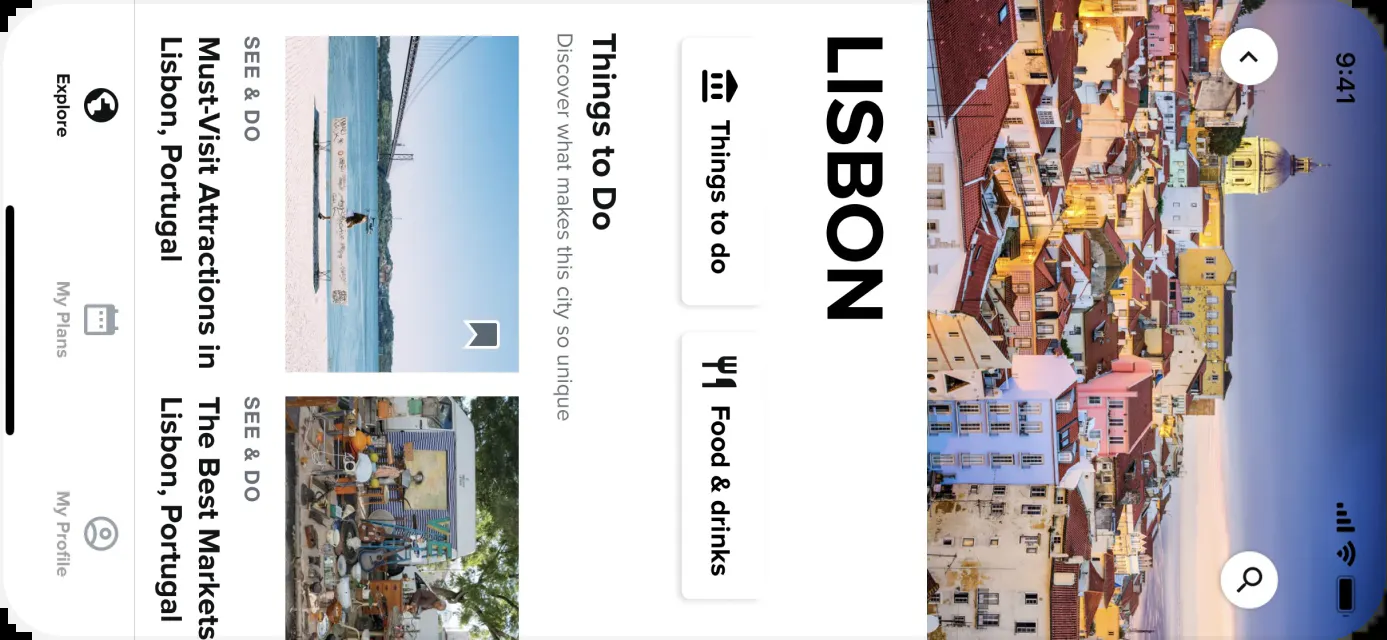 9:41
LISBON
Things to do
Food & drinks
Things to Do
Discover what makes this city so unique
SEE & DO
Must-Visit Attractions in
Lisbon, Portugal
SEE & DO
The Best Markets
Lisbon, Portugal
Explore
My Plans
My Profile